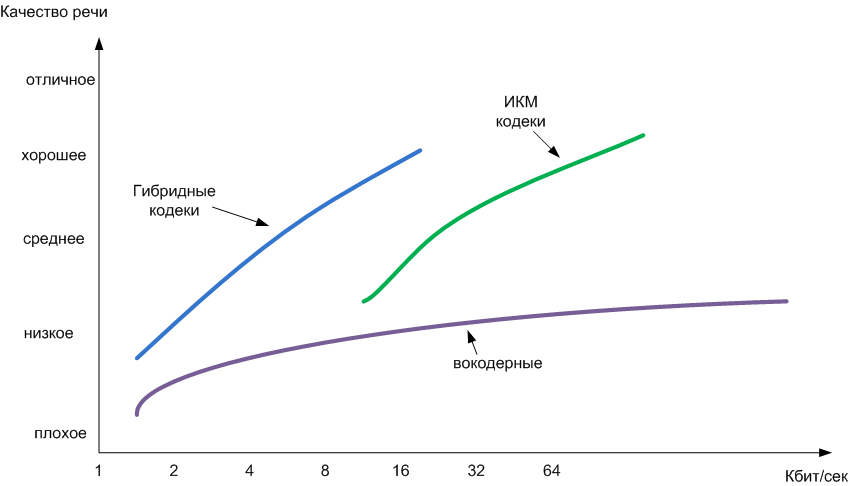 Качество речи
отличное
ИКМ
кодеки
хорошее
Гибридные
кодеки
среднее
низкое
вокодерные
плохое
1 2 4 8 16 32 64
Кбит/сек